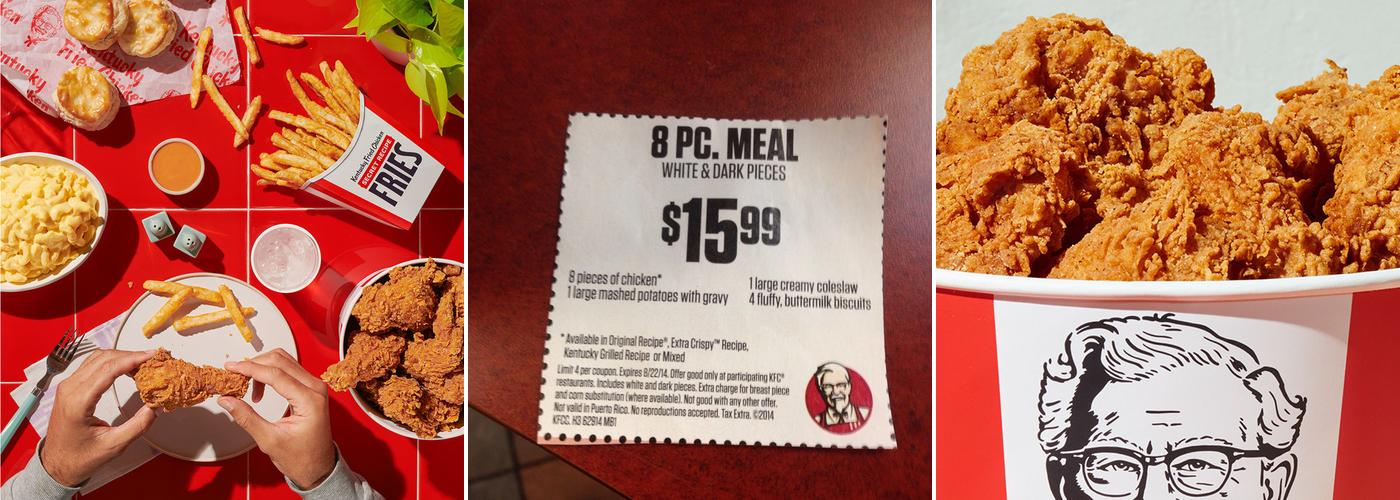 Kentucky
Fried Chicken
Kentucky Fried Chicken
SECRET RECIPE
FRIES
8 PC. MEAL
WHITE & DARK PIECES
$15⁹⁹
8 pieces of chicken*
1 large mashed potatoes with gravy
1 large creamy coleslaw
4 fluffy, buttermilk biscuits
* Available in Original Recipe®, Extra Crispy™ Recipe,
Kentucky Grilled Recipe or Mixed
Limit 4 per coupon. Expires 8/22/14. Offer good only at participating KFC®
restaurants. Includes white and dark pieces. Extra charge for breast piece
and corn substitution (where available). Not good with any other offer.
Not valid in Puerto Rico. No reproductions accepted. Tax Extra. ©2014
KFCC. H3 62914 MB1